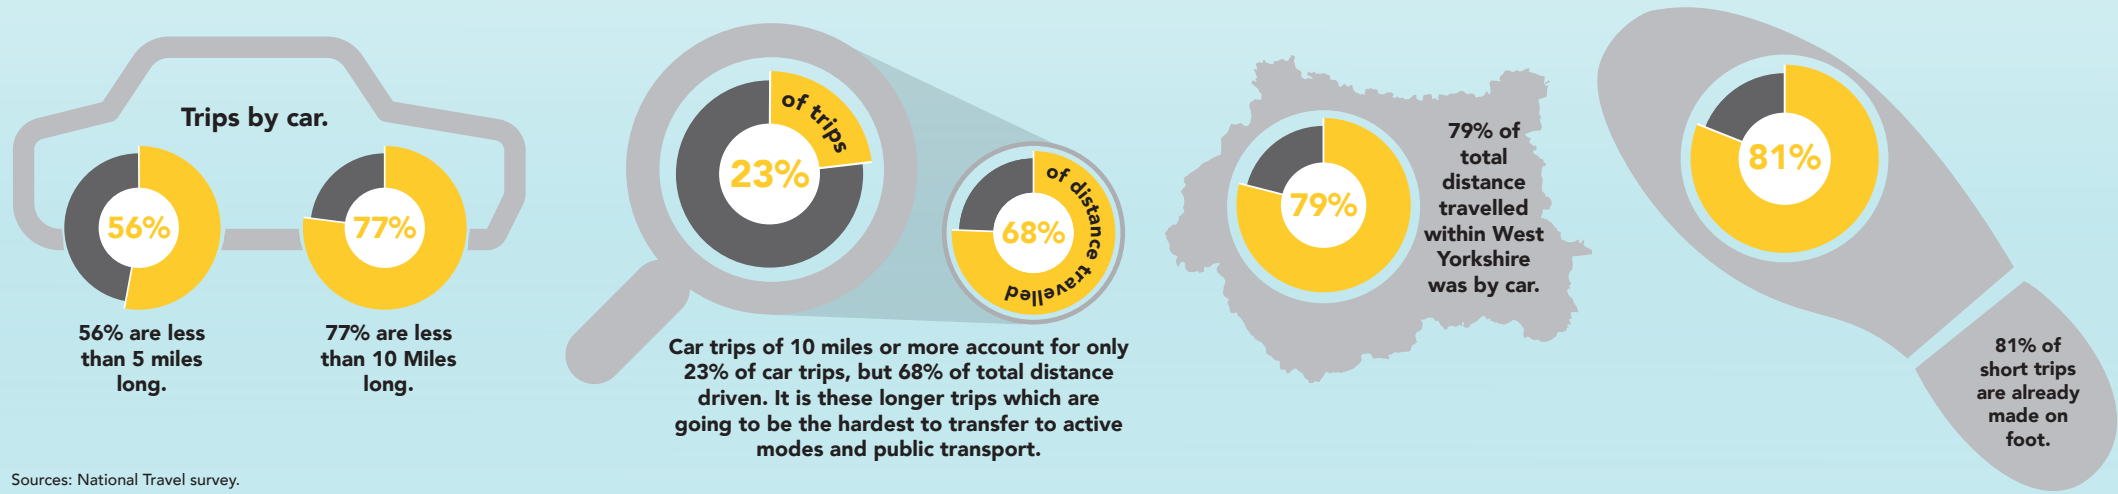 Trips by car.
56%
77%
56% are less
than 5 miles
long.
77% are less
than 10 Miles
long.
of trips
23%
of distance travelled
68%
Car trips of 10 miles or more account for only
23% of car trips, but 68% of total distance
driven. It is these longer trips which are
going to be the hardest to transfer to active
modes and public transport.
79%
79% of
total
distance
travelled
within West
Yorkshire
was by car.
81%
81% of
short trips
are already
made on
foot.
Sources: National Travel survey.